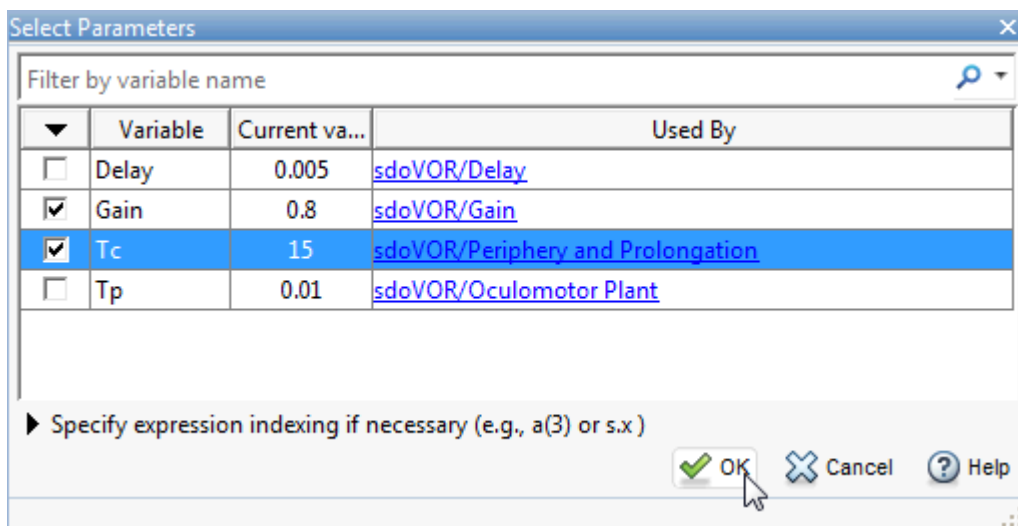 Select Parameters
Filter by variable name
Variable Current va... Used By
Delay 0.005 sdoVOR/Delay
Gain 0.8 sdoVOR/Gain
Tc 15 sdoVOR/Periphery and Prolongation
Tp 0.01 sdoVOR/Oculomotor Plant
Specify expression indexing if necessary (e.g., a(3) or s.x )
OK Cancel Help